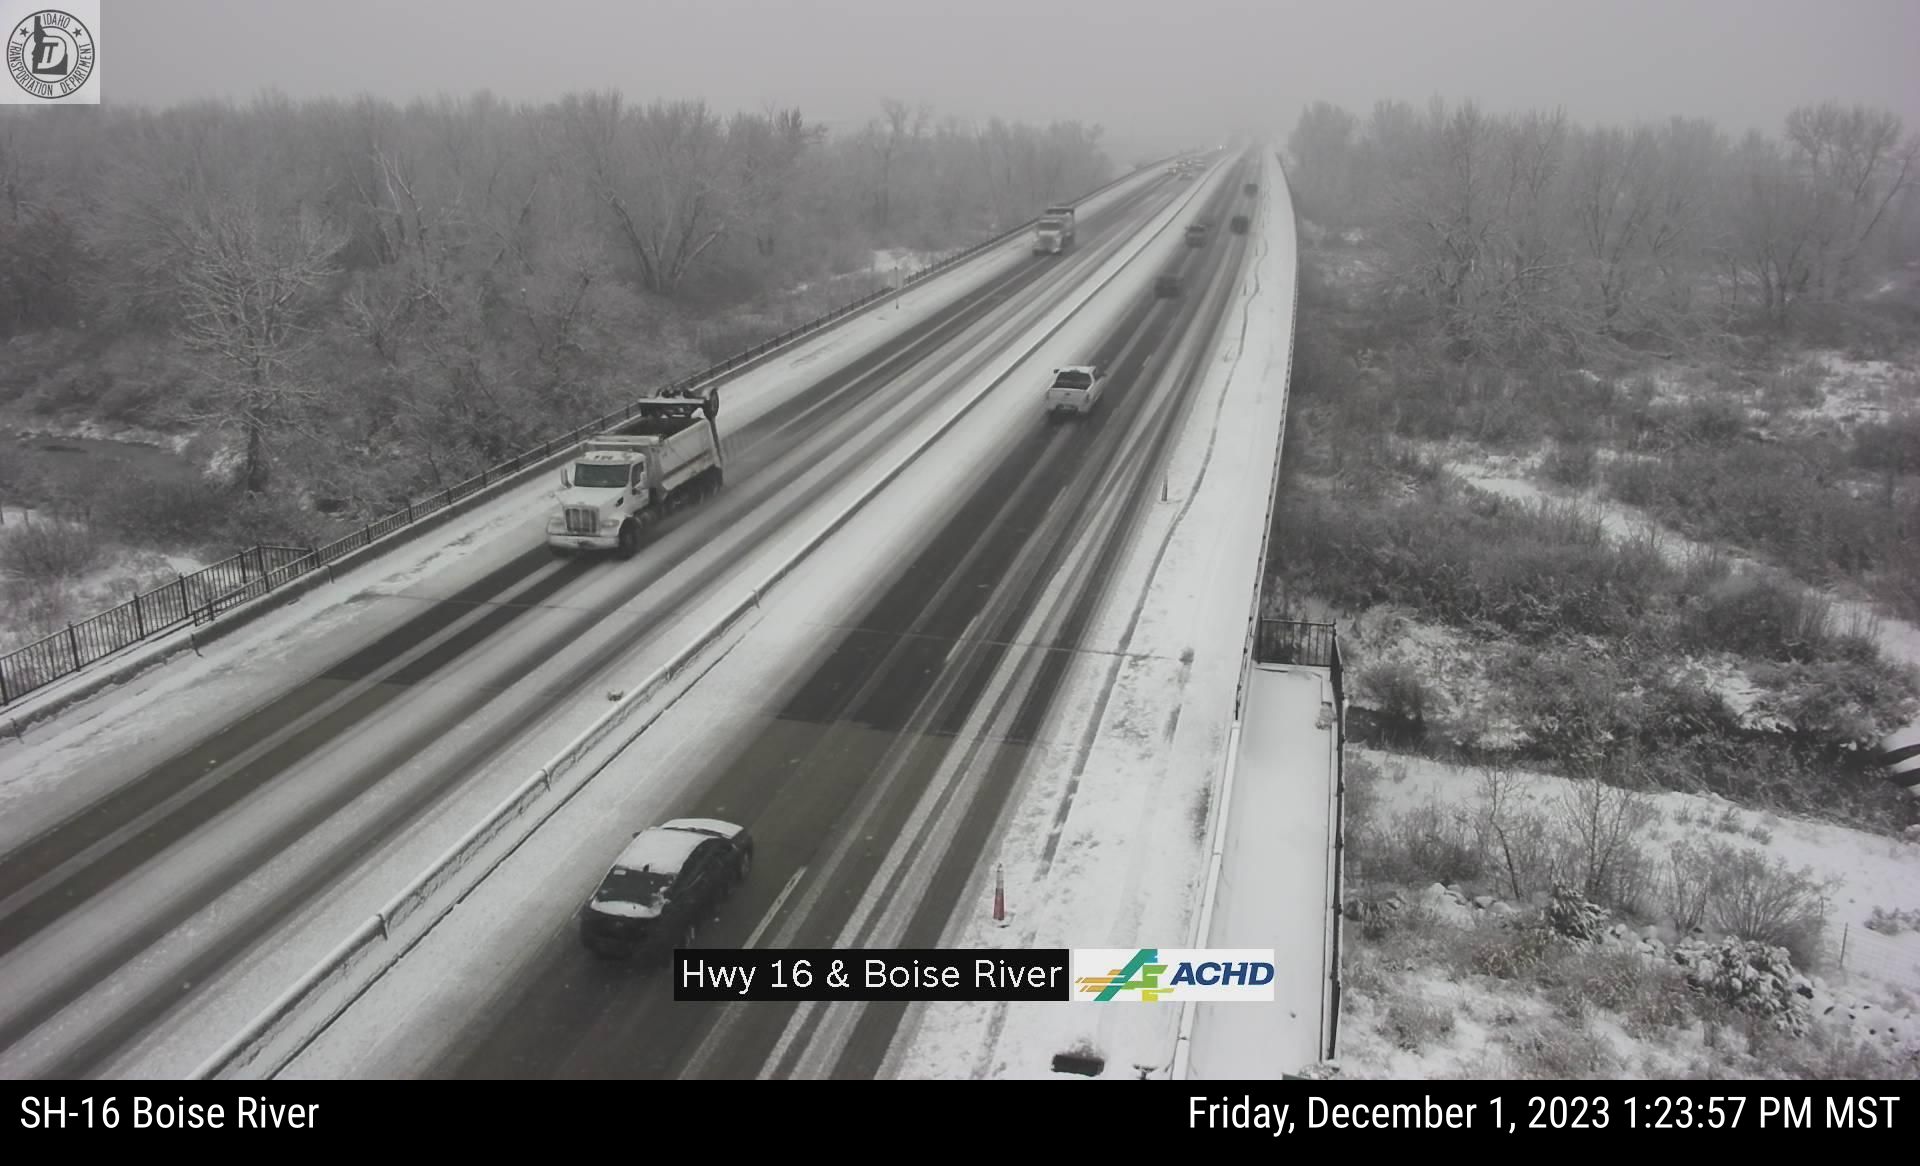 IDAHO
TRANSPORTATION DEPARTMENT
Hwy 16 & Boise River
ACHD
SH-16 Boise River
Friday, December 1, 2023 1:23:57 PM MST